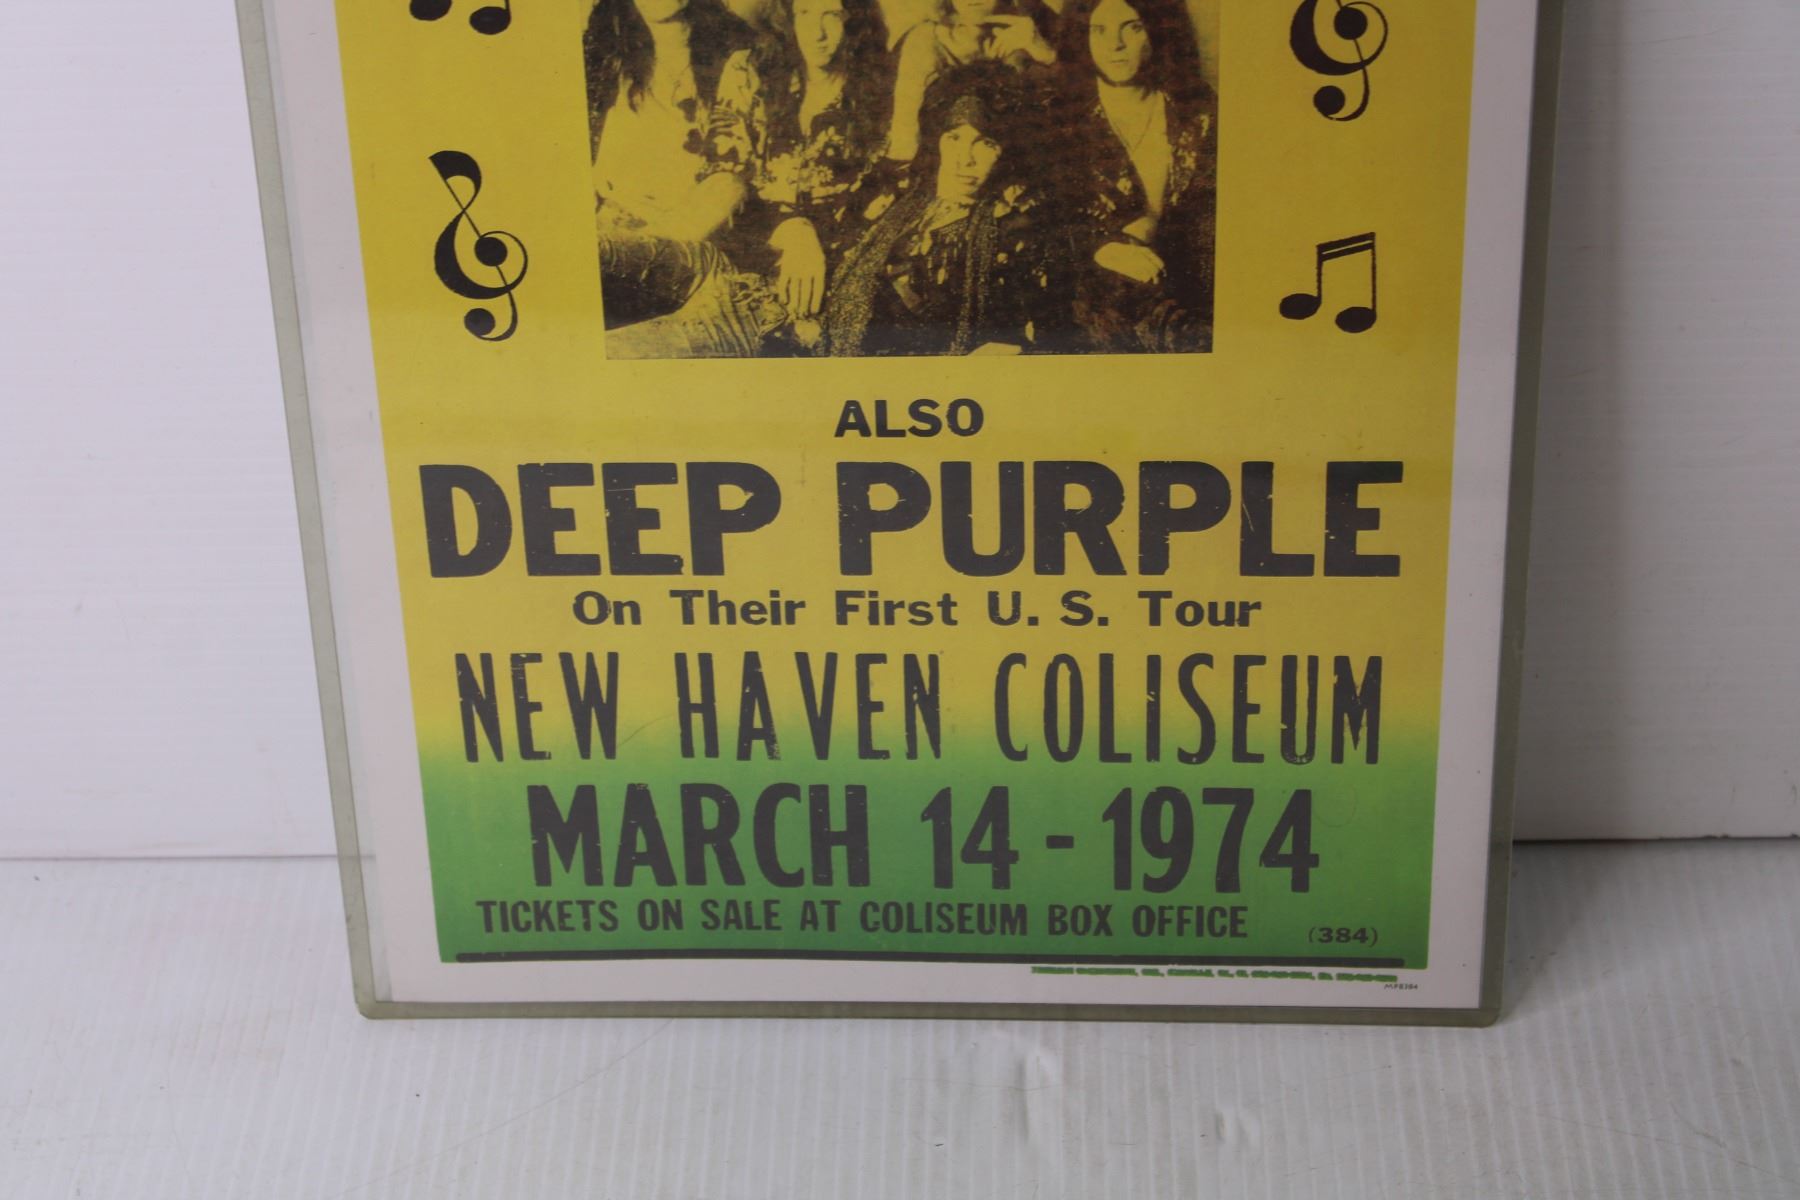 ALSO
DEEP PURPLE
On Their First U. S. Tour
NEW HAVEN COLISEUM
MARCH 14 - 1974
TICKETS ON SALE AT COLISEUM BOX OFFICE (384)